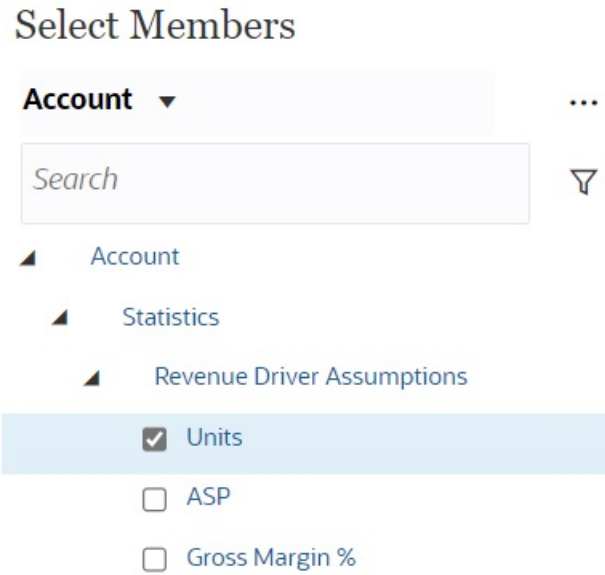 Select Members
Account
Search
Account
Statistics
Revenue Driver Assumptions
Units
ASP
Gross Margin %